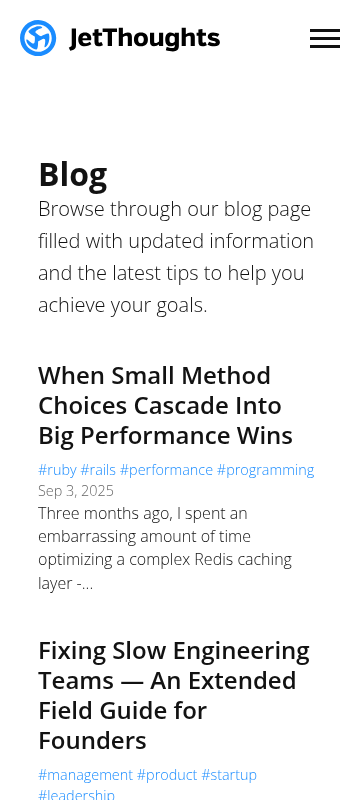 JetThoughts
Blog
Browse through our blog page
filled with updated information
and the latest tips to help you
achieve your goals.
When Small Method
Choices Cascade Into
Big Performance Wins
#ruby #rails #performance #programming
Sep 3, 2025
Three months ago, I spent an
embarrassing amount of time
optimizing a complex Redis caching
layer -...
Fixing Slow Engineering
Teams — An Extended
Field Guide for
Founders
#management #product #startup
#leadership